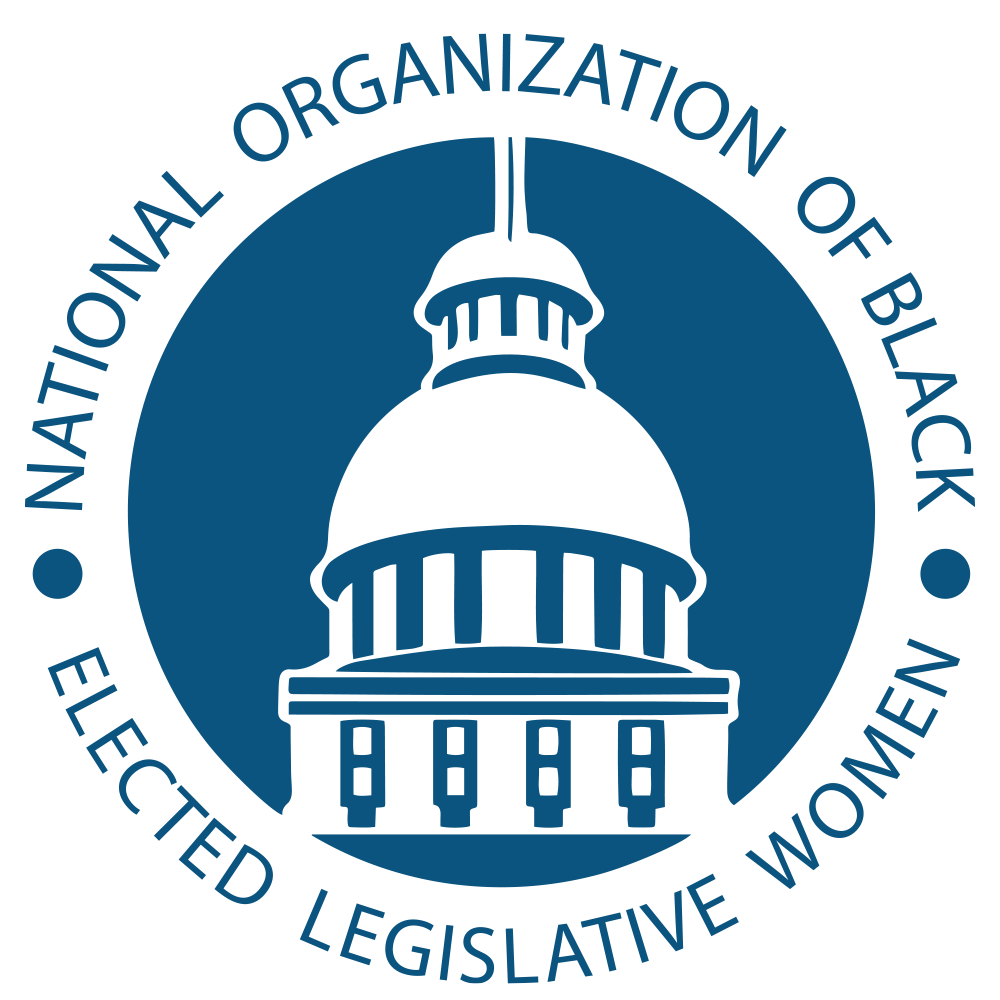 NATIONAL ORGANIZATION OF BLACK
ELECTED LEGISLATIVE WOMEN